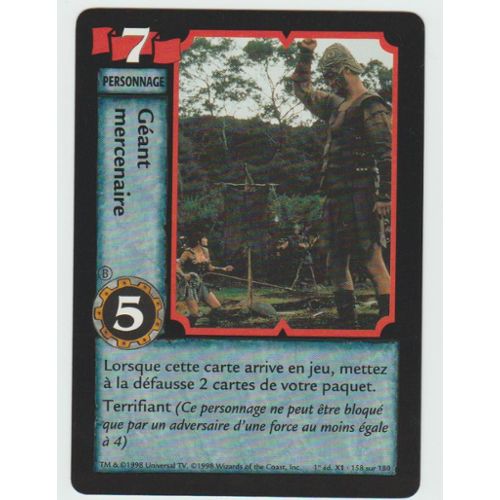 7
PERSONNAGE
Géant
mercenaire
B
5
Lorsque cette carte arrive en jeu, mettez
à la défausse 2 cartes de votre paquet.
Terrifiant (Ce personnage ne peut être bloqué
que par un adversaire d'une force au moins égale
à 4)
TM & ©1998 Universal TV, ©1998 Wizards of the Coast, Inc. 1e éd. X1 · 158 sur 180